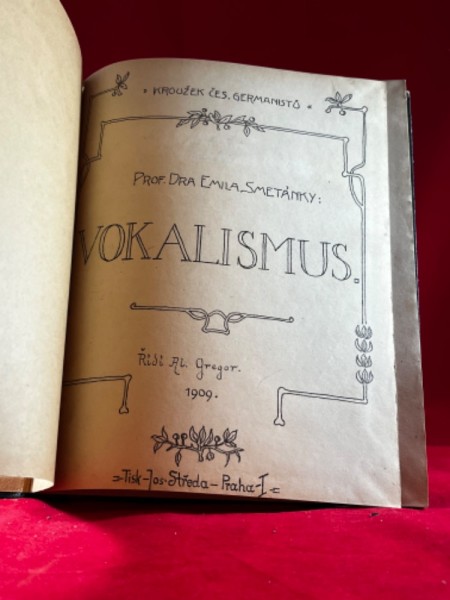 • KROUŽEK ČES. GERMANISTŮ •
PROF. DRA EMILA SMETÁNKY:
VOKALISMUS.
Řídí Al. Gregor.
1909.
=Tisk-Jos-Středa-Praha-I=